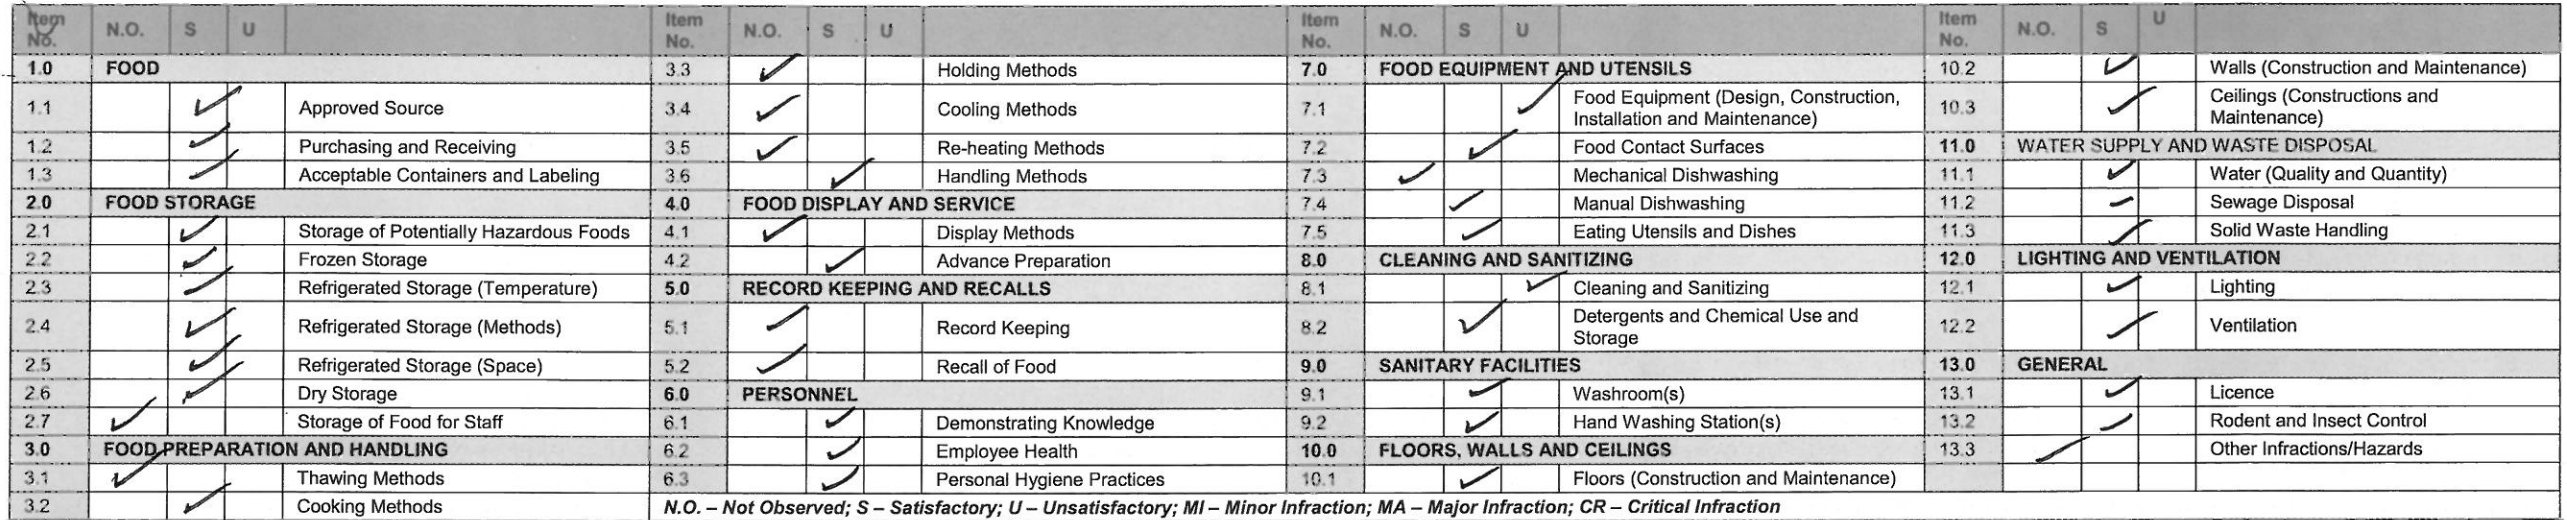 Item No. N.O. S U
1.0 FOOD
1.1 ✓ Approved Source
1.2 ✓ Purchasing and Receiving
1.3 ✓ Acceptable Containers and Labeling
2.0 FOOD STORAGE
2.1 ✓ Storage of Potentially Hazardous Foods
2.2 ✓ Frozen Storage
2.3 ✓ Refrigerated Storage (Temperature)
2.4 ✓ Refrigerated Storage (Methods)
2.5 ✓ Refrigerated Storage (Space)
2.6 ✓ Dry Storage
2.7 ✓ Storage of Food for Staff
3.0 FOOD PREPARATION AND HANDLING
3.1 ✓ Thawing Methods
3.2 ✓ Cooking Methods
Item No. N.O. S U
3.3 ✓ Holding Methods
3.4 ✓ Cooling Methods
3.5 ✓ Re-heating Methods
3.6 ✓ Handling Methods
4.0 FOOD DISPLAY AND SERVICE
4.1 ✓ Display Methods
4.2 ✓ Advance Preparation
5.0 RECORD KEEPING AND RECALLS
5.1 ✓ Record Keeping
5.2 ✓ Recall of Food
6.0 PERSONNEL
6.1 ✓ Demonstrating Knowledge
6.2 ✓ Employee Health
6.3 ✓ Personal Hygiene Practices
Item No. N.O. S U
7.0 FOOD EQUIPMENT AND UTENSILS
7.1 ✓ Food Equipment (Design, Construction,
Installation and Maintenance)
7.2 ✓ Food Contact Surfaces
7.3 ✓ Mechanical Dishwashing
7.4 ✓ Manual Dishwashing
7.5 ✓ Eating Utensils and Dishes
8.0 CLEANING AND SANITIZING
8.1 ✓ Cleaning and Sanitizing
8.2 ✓ Detergents and Chemical Use and
Storage
9.0 SANITARY FACILITIES
9.1 ✓ Washroom(s)
9.2 ✓ Hand Washing Station(s)
10.0 FLOORS, WALLS AND CEILINGS
10.1 ✓ Floors (Construction and Maintenance)
Item No. N.O. S U
10.2 ✓ Walls (Construction and Maintenance)
10.3 ✓ Ceilings (Constructions and
Maintenance)
11.0 WATER SUPPLY AND WASTE DISPOSAL
11.1 ✓ Water (Quality and Quantity)
11.2 ✓ Sewage Disposal
11.3 ✓ Solid Waste Handling
12.0 LIGHTING AND VENTILATION
12.1 ✓ Lighting
12.2 ✓ Ventilation
13.0 GENERAL
13.1 ✓ Licence
13.2 ✓ Rodent and Insect Control
13.3 ✓ Other Infractions/Hazards
N.O. – Not Observed; S – Satisfactory; U – Unsatisfactory; MI – Minor Infraction; MA – Major Infraction; CR – Critical Infraction